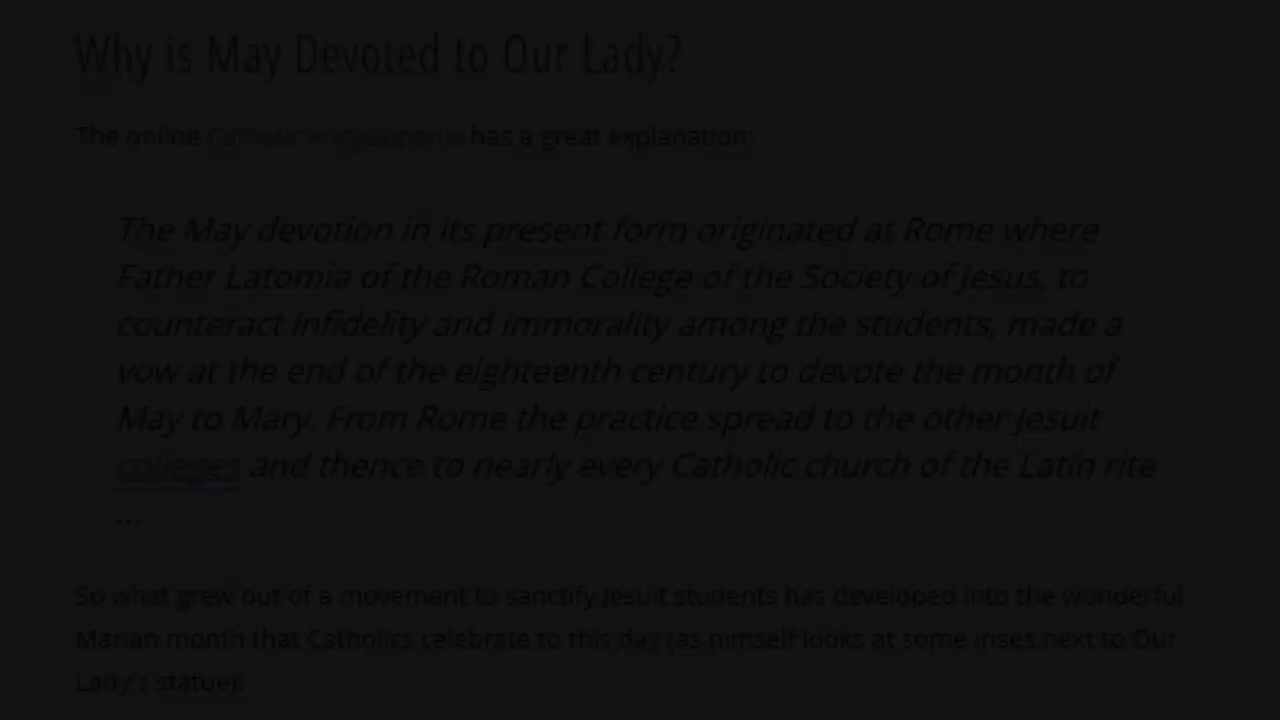 Why is May Devoted to Our Lady?
The online Catholic encyclopedia has a great explanation:
The May devotion in its present form originated at Rome where
Father Latomia of the Roman College of the Society of Jesus, to
counteract infidelity and immorality among the students, made a
vow at the end of the eighteenth century to devote the month of
May to Mary. From Rome the practice spread to the other Jesuit
colleges and thence to nearly every Catholic church of the Latin rite
...
So what grew out of a movement to sanctify Jesuit students has developed into the wonderful
Marian month that Catholics celebrate to this day (as himself looks at some next to Our
Lady's statue)!